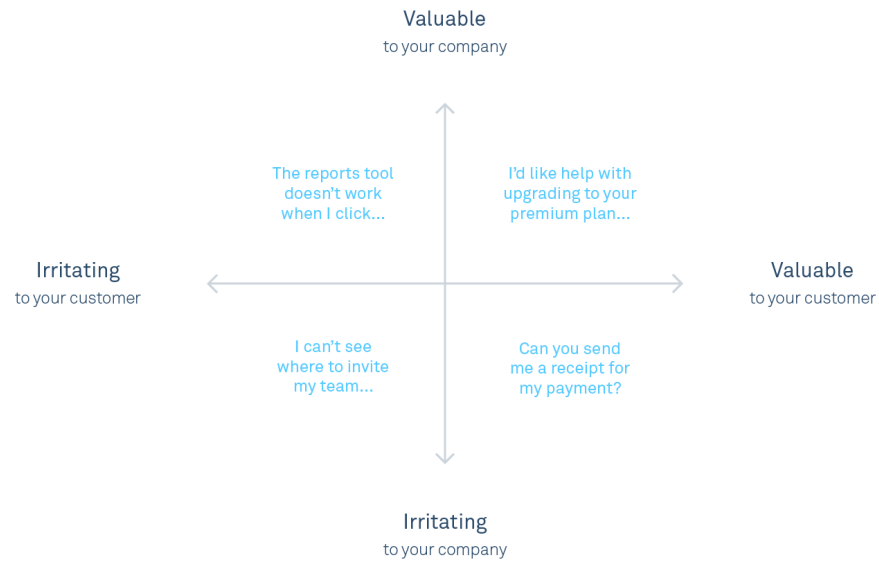 Valuable
to your company
The reports tool
doesn’t work
when I click...
I’d like help with
upgrading to your
premium plan...
Irritating
to your customer
Valuable
to your customer
I can’t see
where to invite
my team...
Can you send
me a receipt for
my payment?
Irritating
to your company